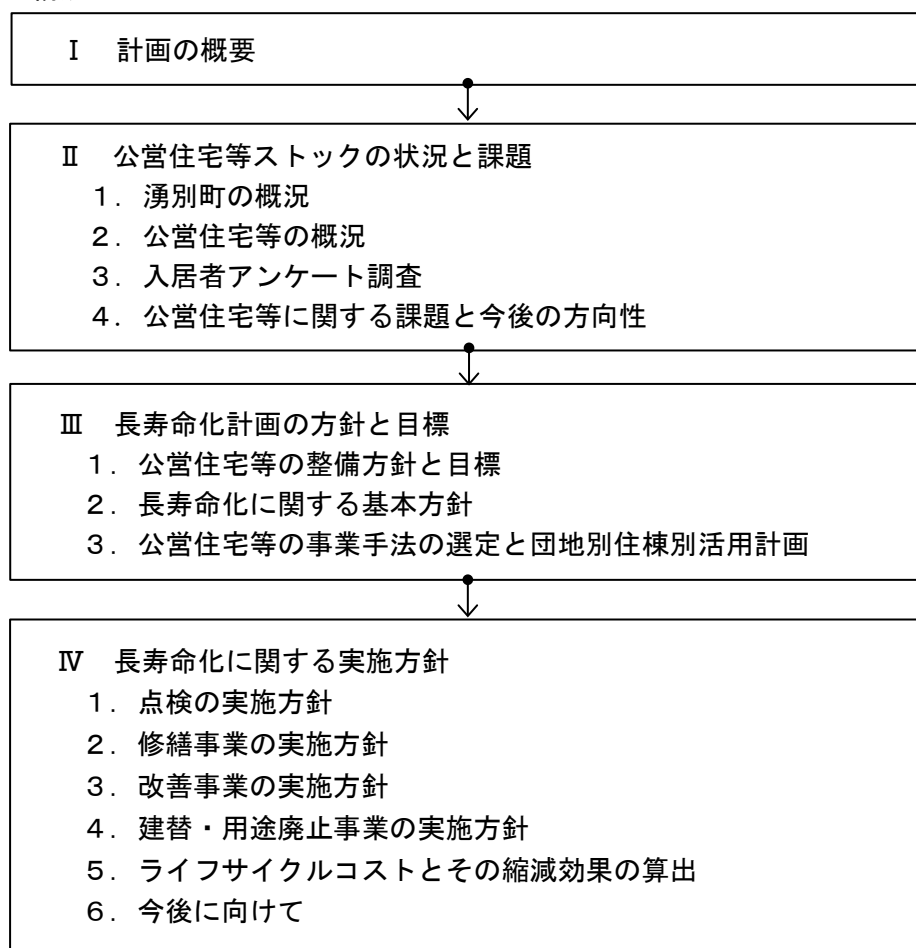 Ⅰ 計画の概要
Ⅱ 公営住宅等ストックの状況と課題
１．湧別町の概況
２．公営住宅等の概況
３．入居者アンケート調査
４．公営住宅等に関する課題と今後の方向性
Ⅲ 長寿命化計画の方針と目標
１．公営住宅等の整備方針と目標
２．長寿命化に関する基本方針
３．公営住宅等の事業手法の選定と団地別住棟別活用計画
Ⅳ 長寿命化に関する実施方針
１．点検の実施方針
２．修繕事業の実施方針
３．改善事業の実施方針
４．建替・用途廃止事業の実施方針
５．ライフサイクルコストとその縮減効果の算出
６．今後に向けて